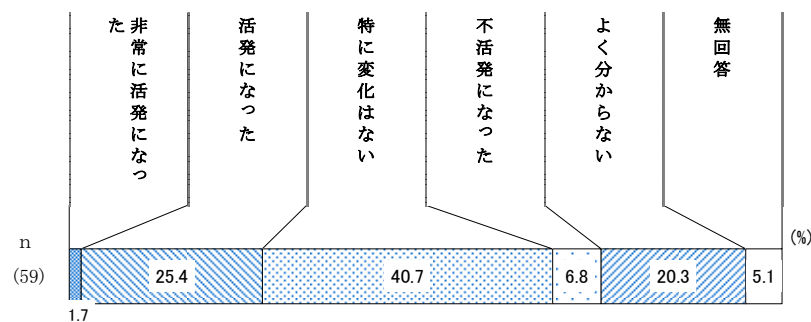 非常に活発になっ
た
活発になった
特に変化はない
不活発になった
よく分からない
無回答
(%)
n
(59)
25.4
40.7
6.8
20.3
5.1
1.7